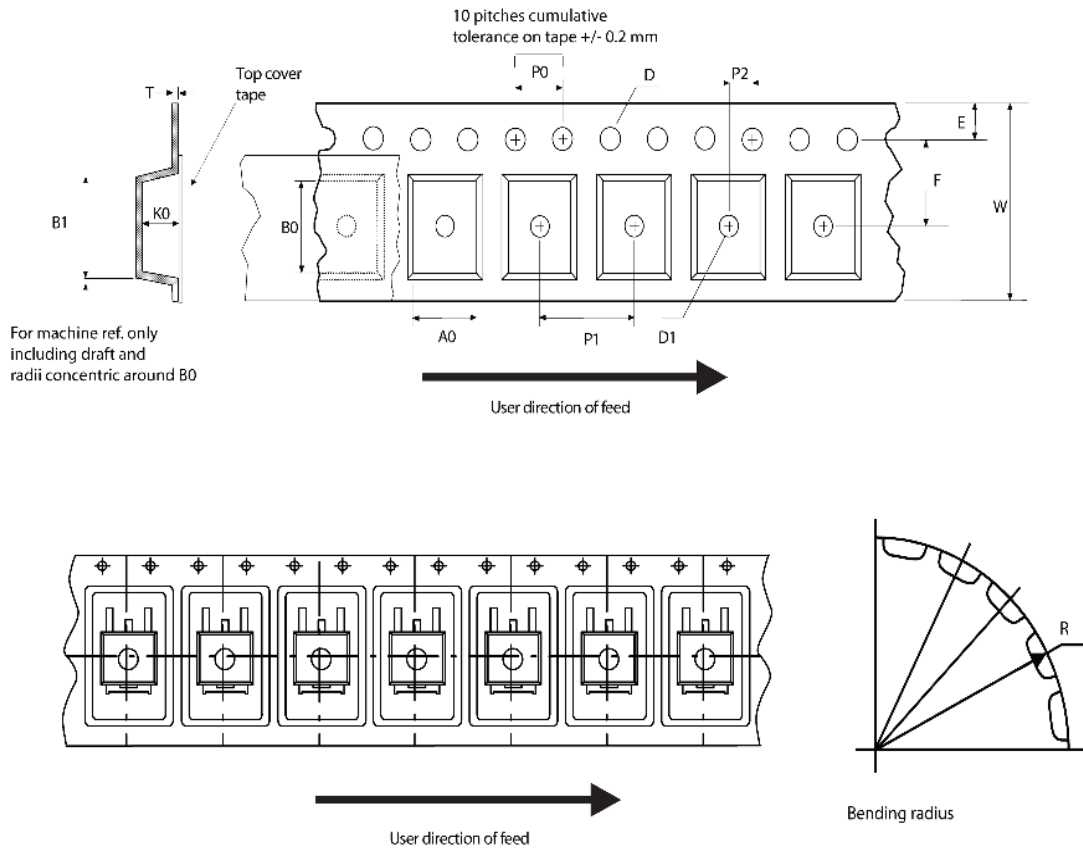 10 pitches cumulative
tolerance on tape +/- 0.2 mm
P0
D
P2
T
Top cover
tape
E
F
W
B1
K0
B0
A0
P1
D1
For machine ref. only
including draft and
radii concentric around B0
User direction of feed
R
Bending radius
User direction of feed